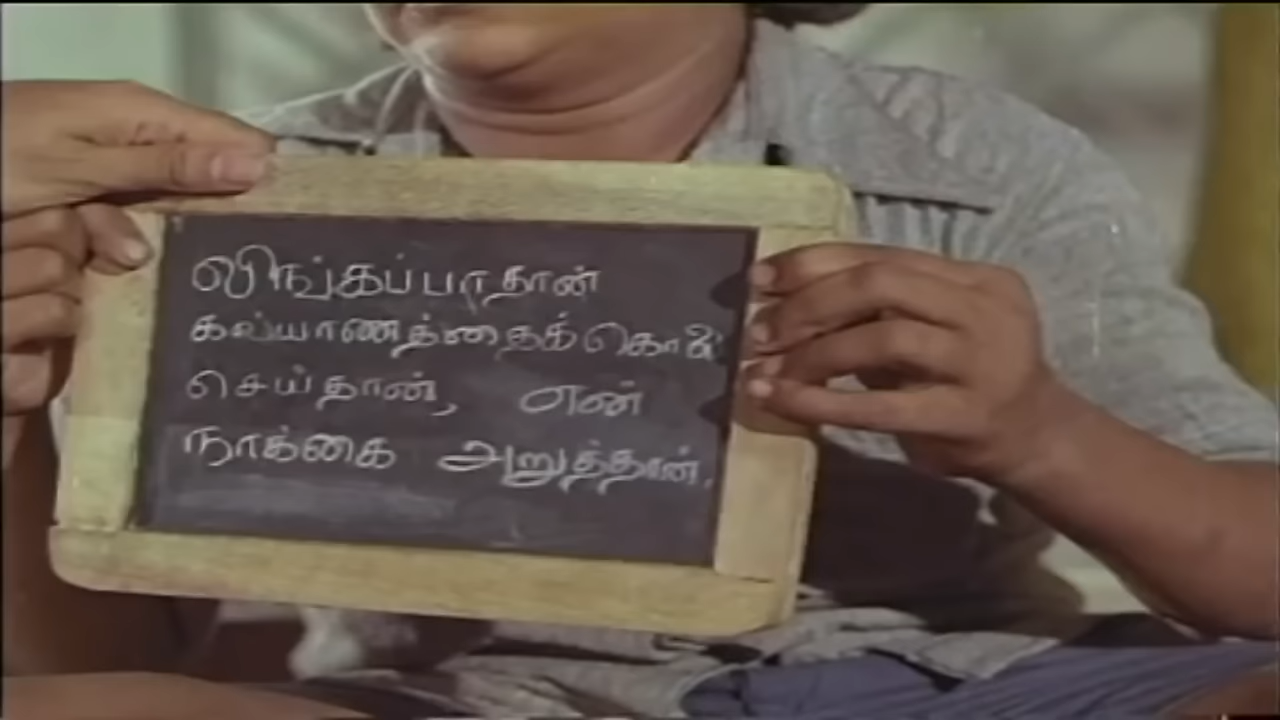 லிங்கப்பாதான்
கல்யாணத்தைக் கொலை
செய்தான், என்
நாக்கை அறுத்தான்.